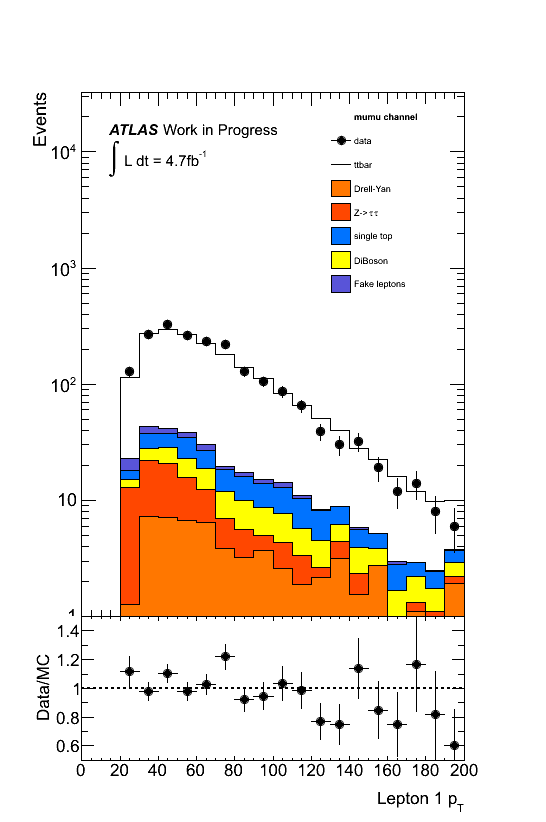 Events
10⁴
10³
10²
10
1
ATLAS Work in Progress
∫ L dt = 4.7fb⁻¹
mumu channel
data
ttbar
Drell-Yan
Z->ττ
single top
DiBoson
Fake leptons
Data/MC
1.4
1.2
1
0.8
0.6
0 20 40 60 80 100 120 140 160 180 200
Lepton 1 p_T